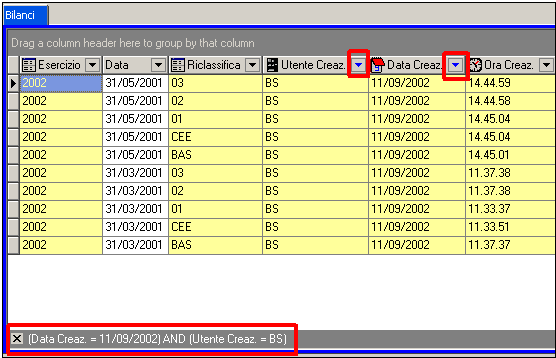 Bilanci
Drag a column header here to group by that column
Esercizio Data Riclassifica Utente Creaz. Data Creaz. Ora Creaz.
2002 31/05/2001 03 BS 11/09/2002 14.44.59
2002 31/05/2001 02 BS 11/09/2002 14.44.58
2002 31/05/2001 01 BS 11/09/2002 14.45.04
2002 31/05/2001 CEE BS 11/09/2002 14.45.04
2002 31/05/2001 BAS BS 11/09/2002 14.45.01
2002 31/03/2001 03 BS 11/09/2002 11.37.38
2002 31/03/2001 02 BS 11/09/2002 11.37.38
2002 31/03/2001 01 BS 11/09/2002 11.33.37
2002 31/03/2001 CEE BS 11/09/2002 11.33.51
2002 31/03/2001 BAS BS 11/09/2002 11.37.37
(Data Creaz. = 11/09/2002) AND (Utente Creaz. = BS)